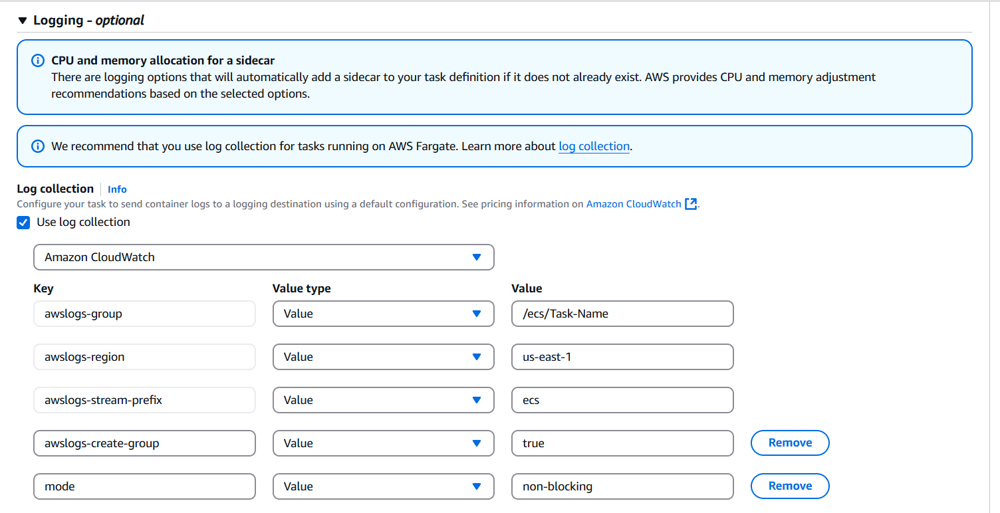 Logging - optional
CPU and memory allocation for a sidecar
There are logging options that will automatically add a sidecar to your task definition if it does not already exist. AWS provides CPU and memory adjustment
recommendations based on the selected options.
We recommend that you use log collection for tasks running on AWS Fargate. Learn more about log collection.
Log collection Info
Configure your task to send container logs to a logging destination using a default configuration. See pricing information on Amazon CloudWatch.
Use log collection
Amazon CloudWatch
Key Value type Value
awslogs-group Value /ecs/Task-Name
awslogs-region Value us-east-1
awslogs-stream-prefix Value ecs
awslogs-create-group Value true Remove
mode Value non-blocking Remove